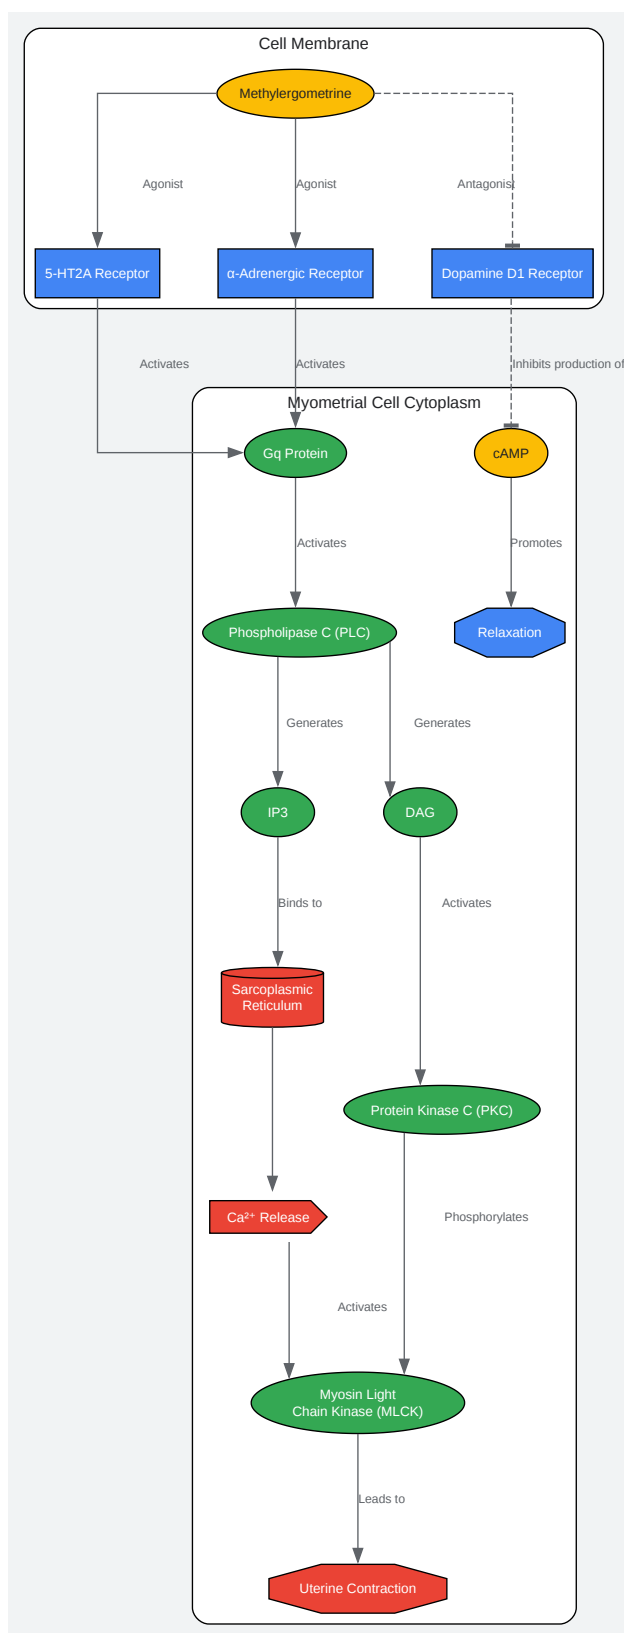 Cell Membrane
Methylergometrine
Agonist
Agonist
Antagonist
5-HT2A Receptor
α-Adrenergic Receptor
Dopamine D1 Receptor
Activates
Activates
Inhibits production of
Myometrial Cell Cytoplasm
Gq Protein
cAMP
Activates
Promotes
Phospholipase C (PLC)
Relaxation
Generates
Generates
IP3
DAG
Binds to
Activates
Sarcoplasmic
Reticulum
Protein Kinase C (PKC)
Ca²⁺ Release
Phosphorylates
Activates
Myosin Light
Chain Kinase (MLCK)
Leads to
Uterine Contraction